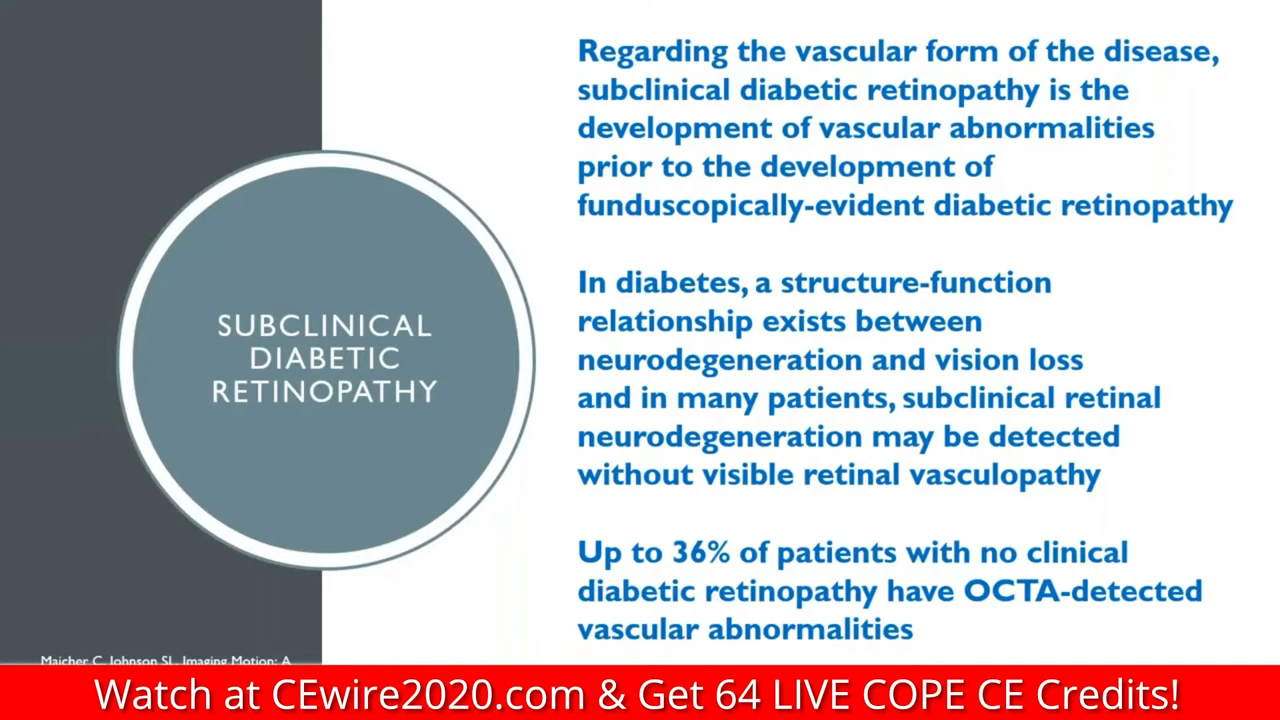 SUBCLINICAL
DIABETIC
RETINOPATHY
Regarding the vascular form of the disease,
subclinical diabetic retinopathy is the
development of vascular abnormalities
prior to the development of
funduscopically-evident diabetic retinopathy
In diabetes, a structure-function
relationship exists between
neurodegeneration and vision loss
and in many patients, subclinical retinal
neurodegeneration may be detected
without visible retinal vasculopathy
Up to 36% of patients with no clinical
diabetic retinopathy have OCTA-detected
vascular abnormalities
Majcher C, Johnson SL. Imaging Motion: A
Watch at CEwire2020.com & Get 64 LIVE COPE CE Credits!